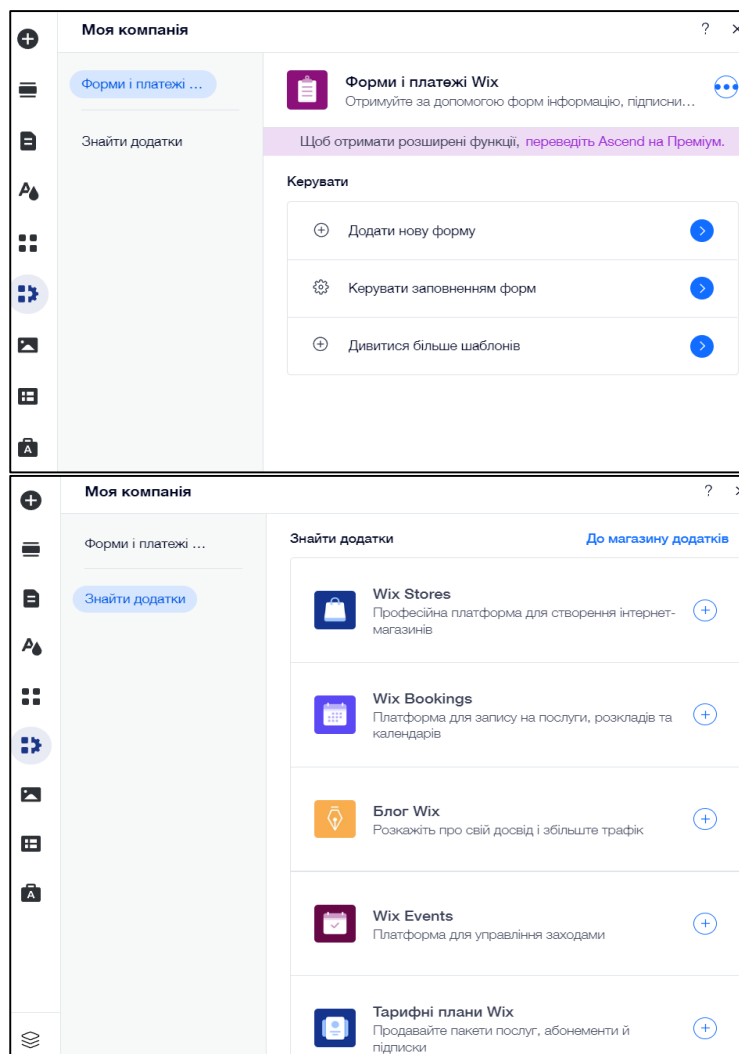 Моя компанія ?
Форми і платежі ...
Знайти додатки
Форми і платежі Wix
Отримуйте за допомогою форм інформацію, підписни...
Щоб отримати розширені функції, переведіть Ascend на Преміум.
Керувати
Додати нову форму
Керувати заповненням форм
Дивитися більше шаблонів
A
Моя компанія ?
Форми і платежі ...
Знайти додатки
Знайти додатки До магазину додатків
Wix Stores
Професійна платформа для створення інтернет-
магазинів
Wix Bookings
Платформа для запису на послуги, розкладів та
календарів
Блог Wix
Розкажіть про свій досвід і збільште трафік
Wix Events
Платформа для управління заходами
Тарифні плани Wix
Продавайте пакети послуг, абонементи й
підписки
A